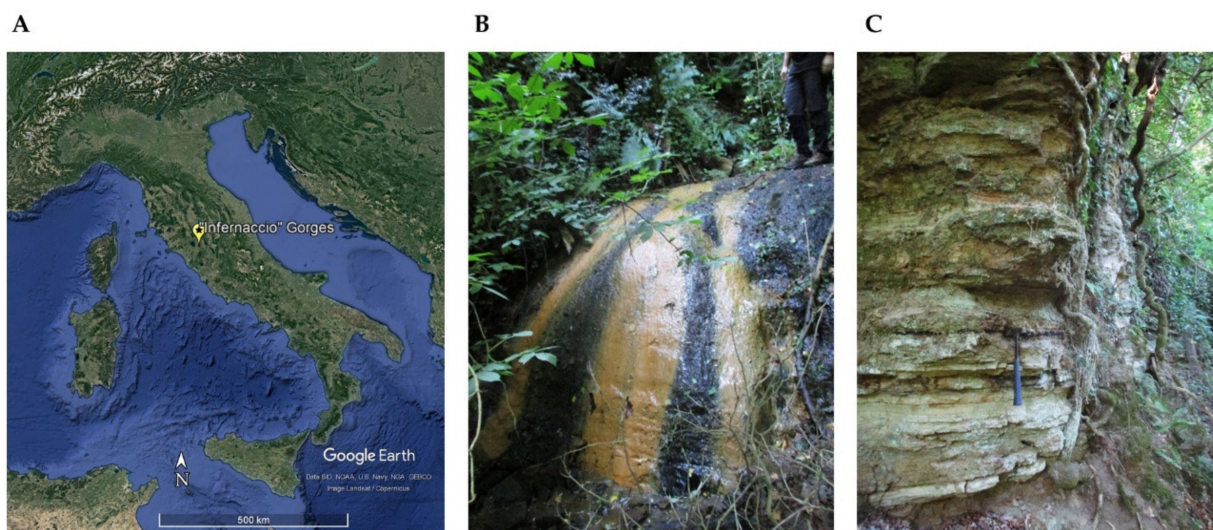 A
B
C
"Infernaccio" Gorges
Google Earth
Data SIO, NOAA, U.S. Navy, NGA, GEBCO
Image Landsat / Copernicus
N
500 km